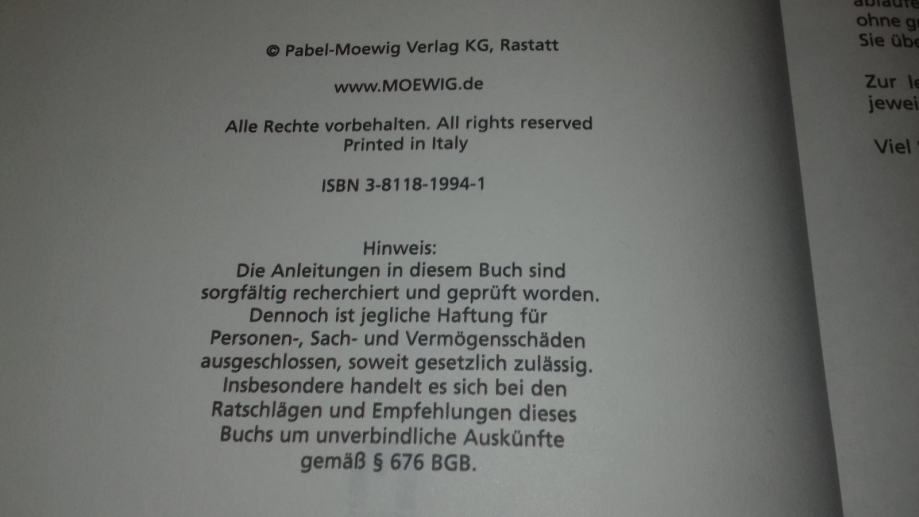 © Pabel-Moewig Verlag KG, Rastatt
www.MOEWIG.de
Alle Rechte vorbehalten. All rights reserved
Printed in Italy
ISBN 3-8118-1994-1
Hinweis:
Die Anleitungen in diesem Buch sind
sorgfältig recherchiert und geprüft worden.
Dennoch ist jegliche Haftung für
Personen-, Sach- und Vermögensschäden
ausgeschlossen, soweit gesetzlich zulässig.
Insbesondere handelt es sich bei den
Ratschlägen und Empfehlungen dieses
Buchs um unverbindliche Auskünfte
gemäß § 676 BGB.
ohne
Sie
Zur
Viel